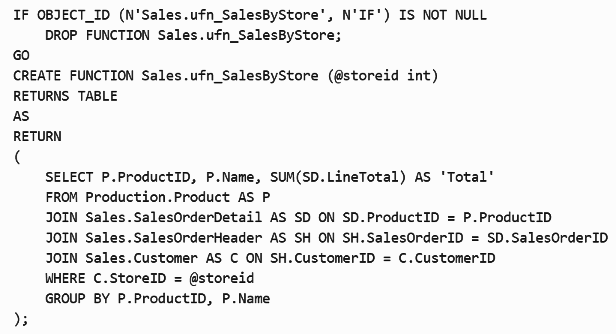 IF OBJECT_ID (N'Sales.ufn_SalesByStore', N'IF') IS NOT NULL
    DROP FUNCTION Sales.ufn_SalesByStore;
GO
CREATE FUNCTION Sales.ufn_SalesByStore (@storeid int)
RETURNS TABLE
AS
RETURN
(
    SELECT P.ProductID, P.Name, SUM(SD.LineTotal) AS 'Total'
    FROM Production.Product AS P
    JOIN Sales.SalesOrderDetail AS SD ON SD.ProductID = P.ProductID
    JOIN Sales.SalesOrderHeader AS SH ON SH.SalesOrderID = SD.SalesOrderID
    JOIN Sales.Customer AS C ON SH.CustomerID = C.CustomerID
    WHERE C.StoreID = @storeid
    GROUP BY P.ProductID, P.Name
);